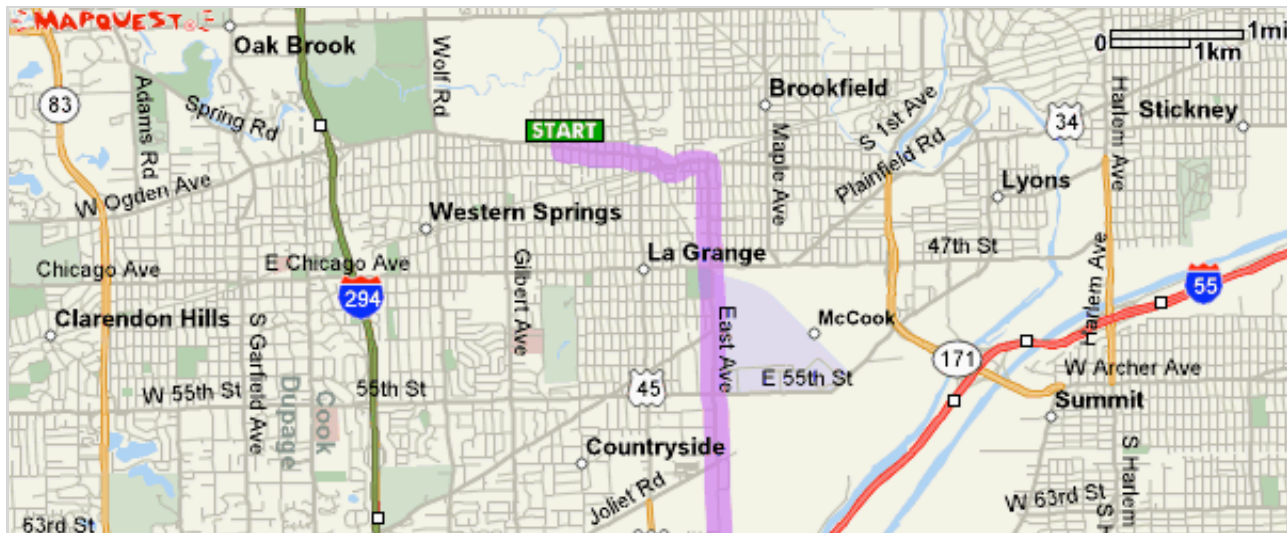 MAPQUEST
0
1mi
1km
Oak Brook
83
Adams Rd
Spring Rd
Wolf Rd
START
Brookfield
S 1st Ave
34
Harlem Ave
Stickney
W Ogden Ave
Western Springs
Maple Ave
Plainfield Rd
Lyons
Chicago Ave
E Chicago Ave
294
Gilbert Ave
La Grange
47th St
Harlem Ave
55
Clarendon Hills
S Garfield Ave
East Ave
McCook
171
W Archer Ave
W 55th St
55th St
45
E 55th St
Summit
Dupage
Cook
Countryside
Joliet Rd
W 63rd St
S Harlem
63rd St